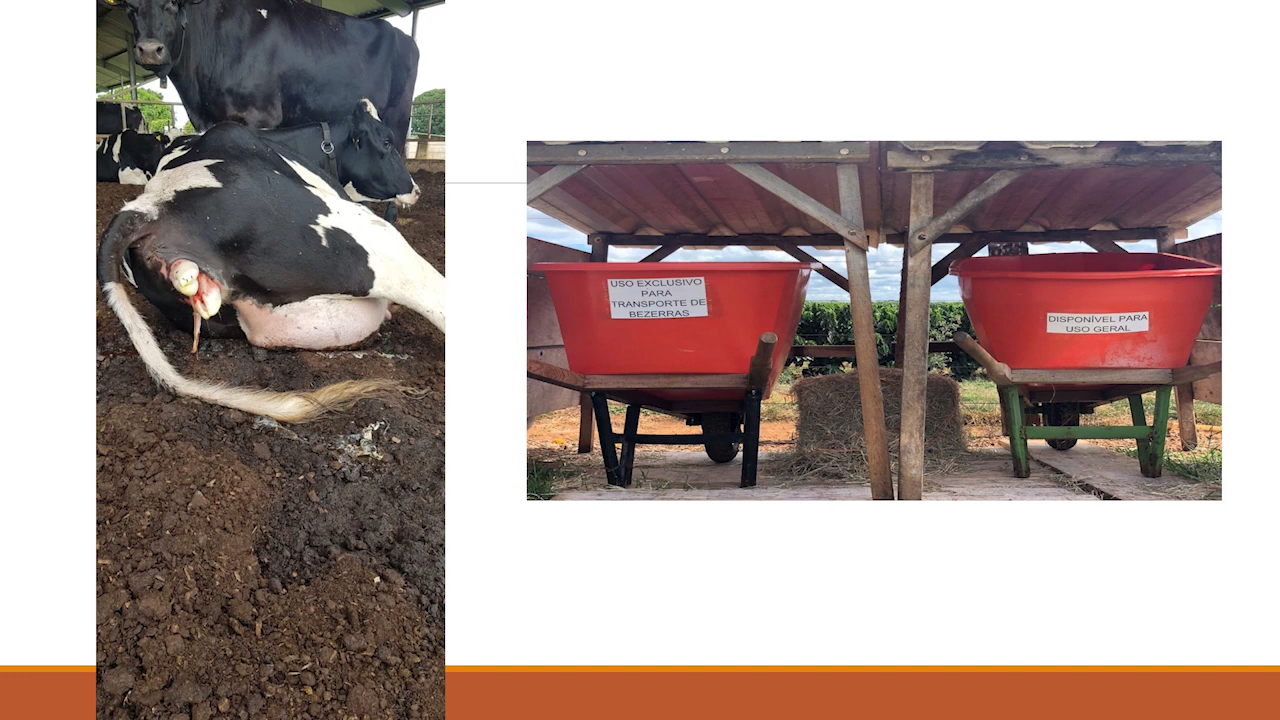 USO EXCLUSIVO
PARA
TRANSPORTE DE
BEZERRAS
DISPONÍVEL PARA
USO GERAL